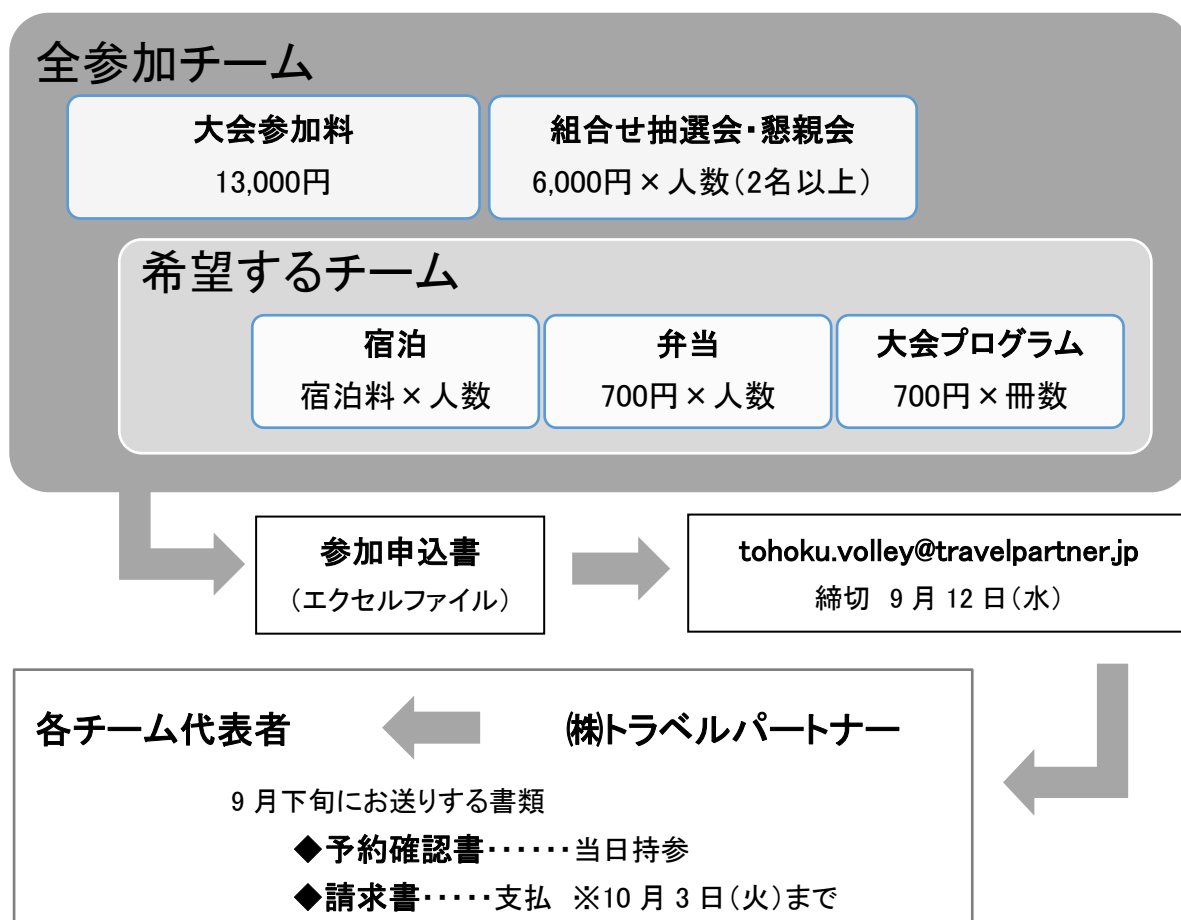 全参加チーム
大会参加料
13,000円
組合せ抽選会・懇親会
6,000円×人数(2名以上)
希望するチーム
宿泊
宿泊料×人数
弁当
700円×人数
大会プログラム
700円×冊数
参加申込書
(エクセルファイル)
tohoku.volley@travelpartner.jp
締切 9月12日(水)
各チーム代表者
㈱トラベルパートナー
9月下旬にお送りする書類
◆予約確認書・・・・・・当日持参
◆請求書・・・・・支払 ※10月3日(火)まで